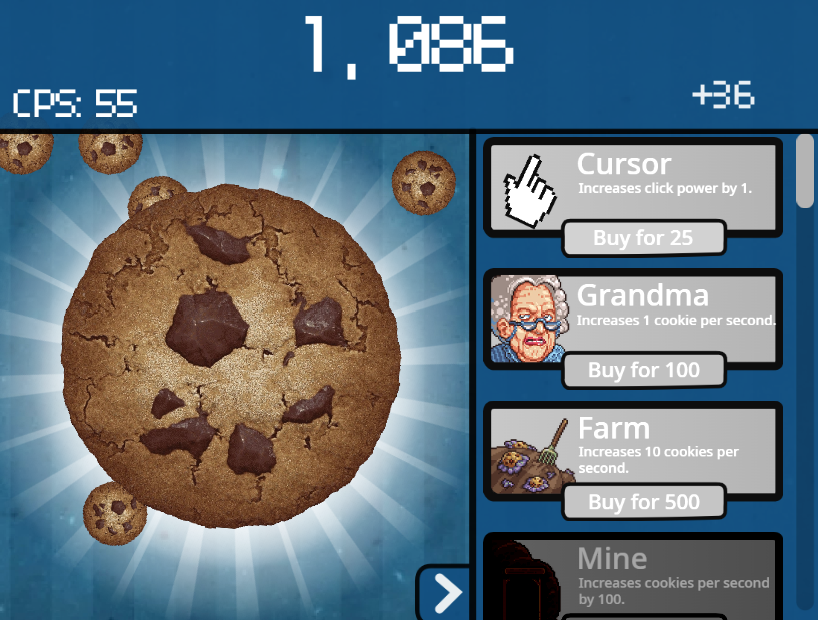 1,086
CPS: 55
+36
Cursor
Increases click power by 1.
Buy for 25
Grandma
Increases 1 cookie per second.
Buy for 100
Farm
Increases 10 cookies per
second.
Buy for 500
Mine
Increases cookies per second
by 100.